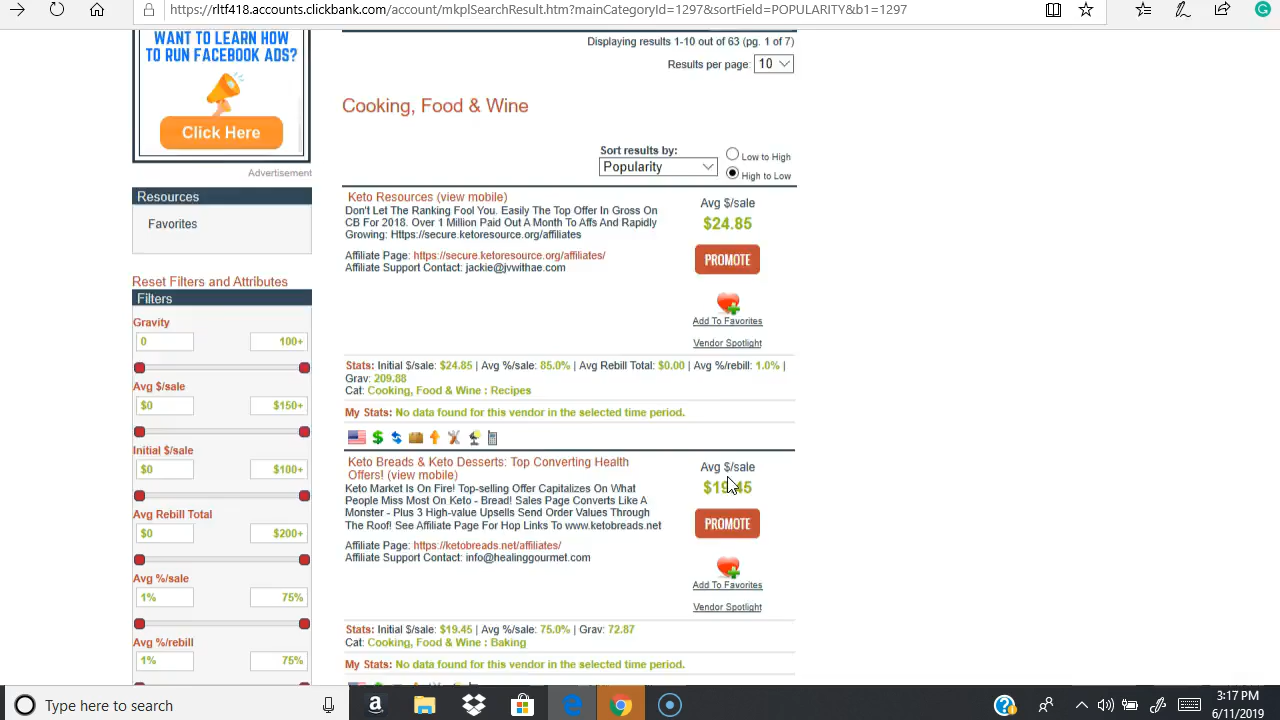 https://rltf418.accounts.clickbank.com/account/mkplSearchResult.htm?mainCategoryId=1297&sortField=POPULARITY&b1=1297
WANT TO LEARN HOW
TO RUN FACEBOOK ADS?
Click Here
Advertisement
Resources
Favorites
Reset Filters and Attributes
Filters
Gravity
0 100+
Avg $/sale
$0 $150+
Initial $/sale
$0 $100+
Avg Rebill Total
$0 $200+
Avg %/sale
1% 75%
Avg %/rebill
1% 75%
Displaying results 1-10 out of 63 (pg. 1 of 7)
Results per page: 10
Cooking, Food & Wine
Sort results by:
Popularity
Low to High
High to Low
Keto Resources (view mobile)
Don't Let The Ranking Fool You. Easily The Top Offer In Gross On
CB For 2018. Over 1 Million Paid Out A Month To Affs And Rapidly
Growing: Https://secure.ketoresource.org/affiliates
Affiliate Page: https://secure.ketoresource.org/affiliates/
Affiliate Support Contact: jackie@jvwithae.com
Avg $/sale
$24.85
PROMOTE
Add To Favorites
Vendor Spotlight
Stats: Initial $/sale: $24.85 | Avg %/sale: 85.0% | Avg Rebill Total: $0.00 | Avg %/rebill: 1.0% |
Grav: 209.88
Cat: Cooking, Food & Wine : Recipes
My Stats: No data found for this vendor in the selected time period.
Keto Breads & Keto Desserts: Top Converting Health
Offers! (view mobile)
Keto Market Is On Fire! Top-selling Offer Capitalizes On What
People Miss Most On Keto - Bread! Sales Page Converts Like A
Monster - Plus 3 High-value Upsells Send Order Values Through
The Roof! See Affiliate Page For Hop Links To www.ketobreads.net
Affiliate Page: https://ketobreads.net/affiliates/
Affiliate Support Contact: info@healinggourmet.com
Avg $/sale
$19.45
PROMOTE
Add To Favorites
Vendor Spotlight
Stats: Initial $/sale: $19.45 | Avg %/sale: 75.0% | Grav: 72.87
Cat: Cooking, Food & Wine : Baking
My Stats: No data found for this vendor in the selected time period.
Type here to search
3:17 PM
6/11/2019